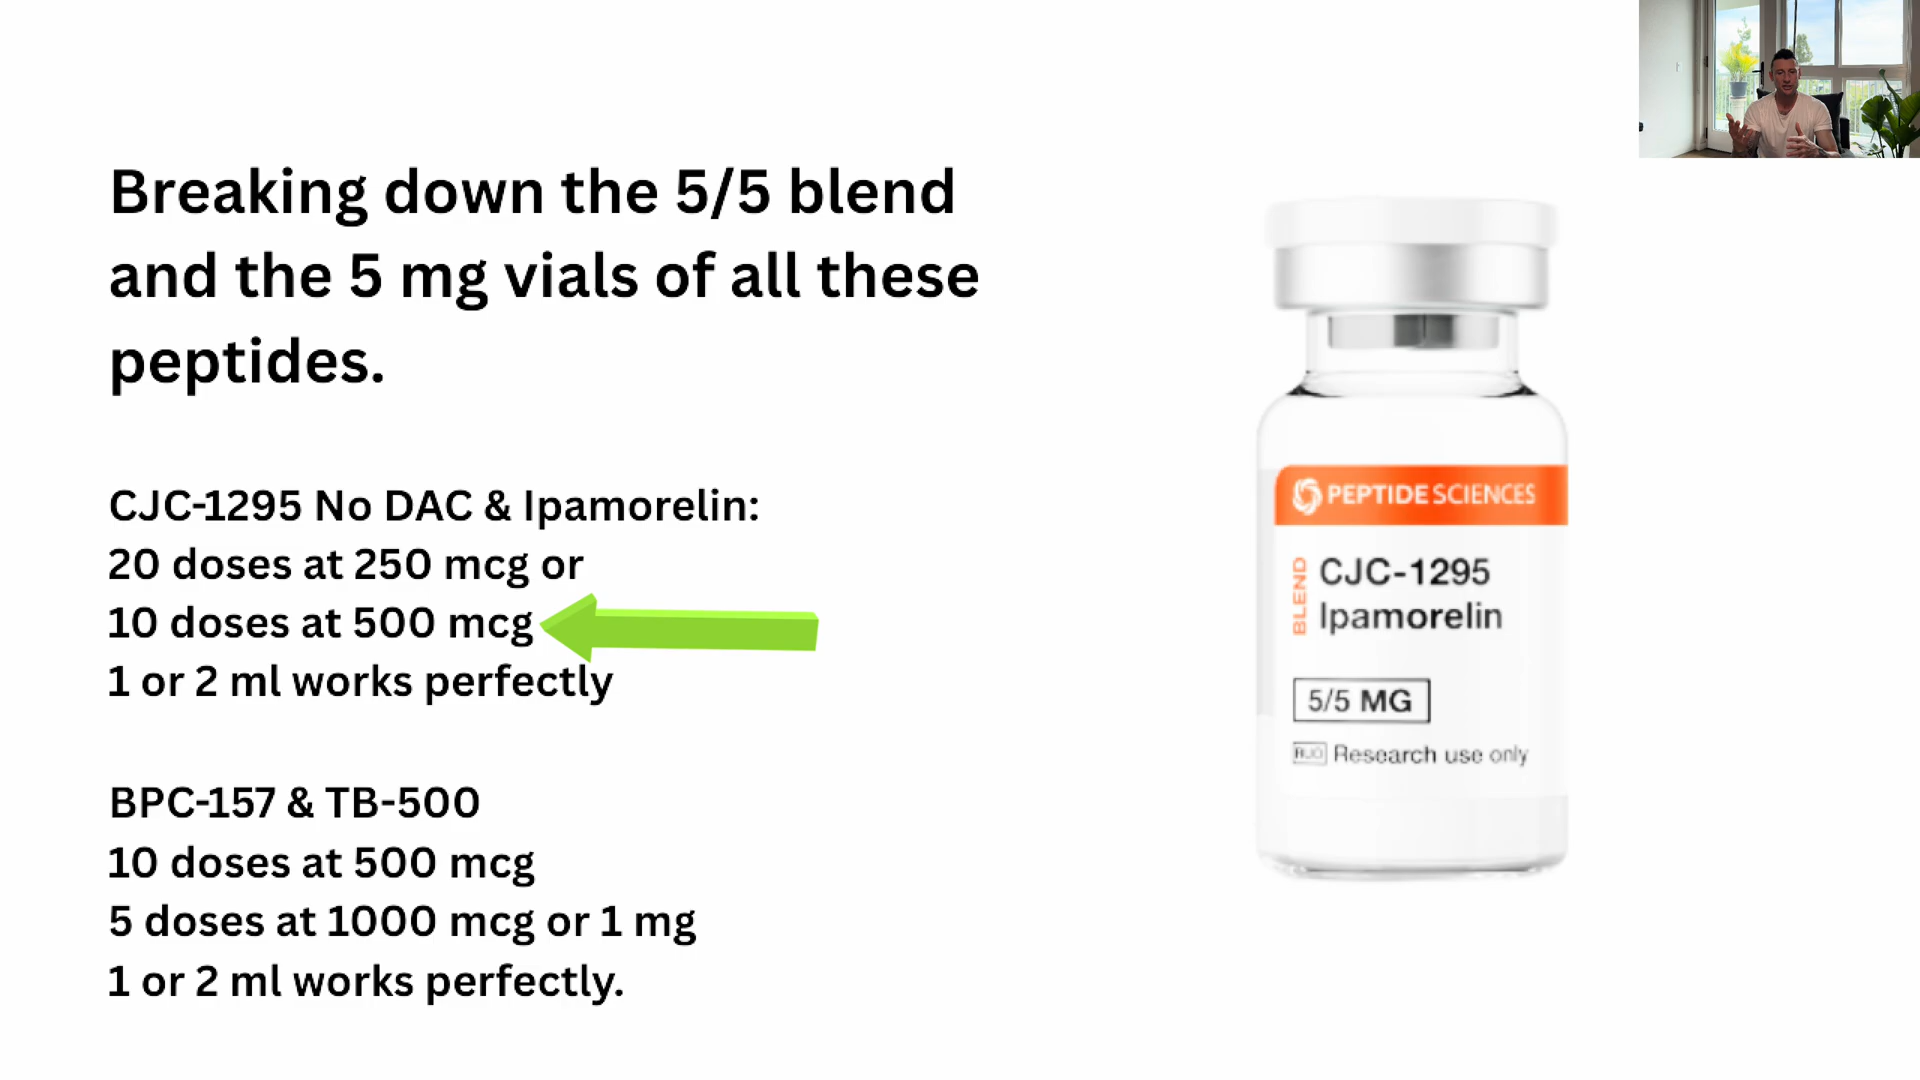 Breaking down the 5/5 blend
and the 5 mg vials of all these
peptides.
CJC-1295 No DAC & Ipamorelin:
20 doses at 250 mcg or
10 doses at 500 mcg
1 or 2 ml works perfectly
BPC-157 & TB-500
10 doses at 500 mcg
5 doses at 1000 mcg or 1 mg
1 or 2 ml works perfectly.
PEPTIDE SCIENCES
BLEND
CJC-1295
Ipamorelin
5/5 MG
RUO Research use only